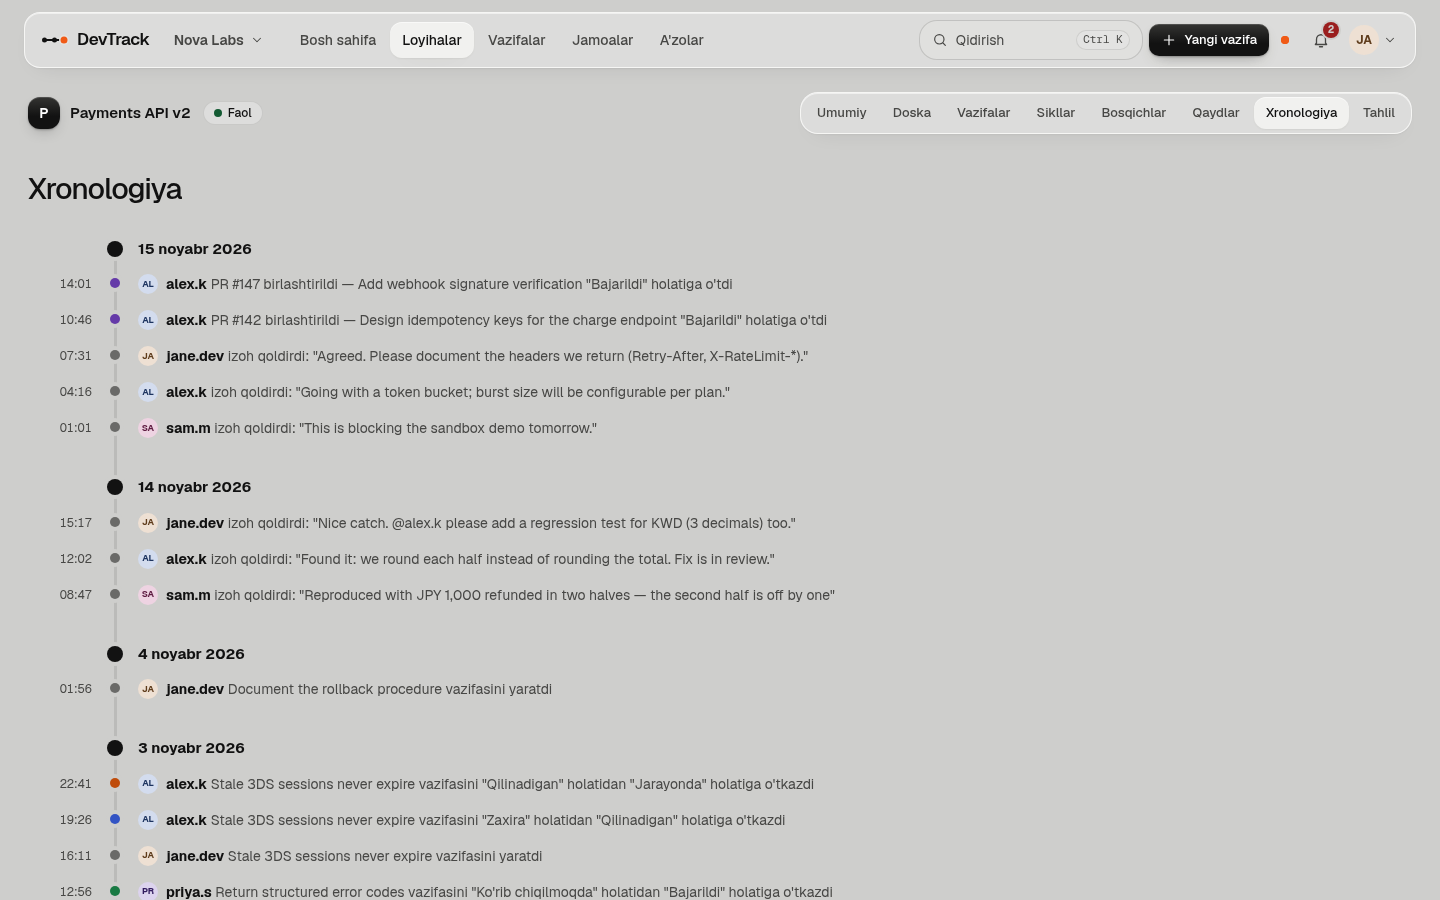 DevTrack Nova Labs Bosh sahifa Loyihalar Vazifalar Jamoalar A'zolar Qidirish Ctrl K Yangi vazifa 2 JA
P Payments API v2 Faol Umumiy Doska Vazifalar Sikllar Bosqichlar Qaydlar Xronologiya Tahlil
Xronologiya
15 noyabr 2026
14:01 AL alex.k PR #147 birlashtirildi — Add webhook signature verification "Bajarildi" holatiga o'tdi
10:46 AL alex.k PR #142 birlashtirildi — Design idempotency keys for the charge endpoint "Bajarildi" holatiga o'tdi
07:31 JA jane.dev izoh qoldirdi: "Agreed. Please document the headers we return (Retry-After, X-RateLimit-*)."
04:16 AL alex.k izoh qoldirdi: "Going with a token bucket; burst size will be configurable per plan."
01:01 SA sam.m izoh qoldirdi: "This is blocking the sandbox demo tomorrow."
14 noyabr 2026
15:17 JA jane.dev izoh qoldirdi: "Nice catch. @alex.k please add a regression test for KWD (3 decimals) too."
12:02 AL alex.k izoh qoldirdi: "Found it: we round each half instead of rounding the total. Fix is in review."
08:47 SA sam.m izoh qoldirdi: "Reproduced with JPY 1,000 refunded in two halves — the second half is off by one"
4 noyabr 2026
01:56 JA jane.dev Document the rollback procedure vazifasini yaratdi
3 noyabr 2026
22:41 AL alex.k Stale 3DS sessions never expire vazifasini "Qilinadigan" holatidan "Jarayonda" holatiga o'tkazdi
19:26 AL alex.k Stale 3DS sessions never expire vazifasini "Zaxira" holatidan "Qilinadigan" holatiga o'tkazdi
16:11 JA jane.dev Stale 3DS sessions never expire vazifasini yaratdi
12:56 PR priya.s Return structured error codes vazifasini "Ko'rib chiqilmoqda" holatidan "Bajarildi" holatiga o'tkazdi